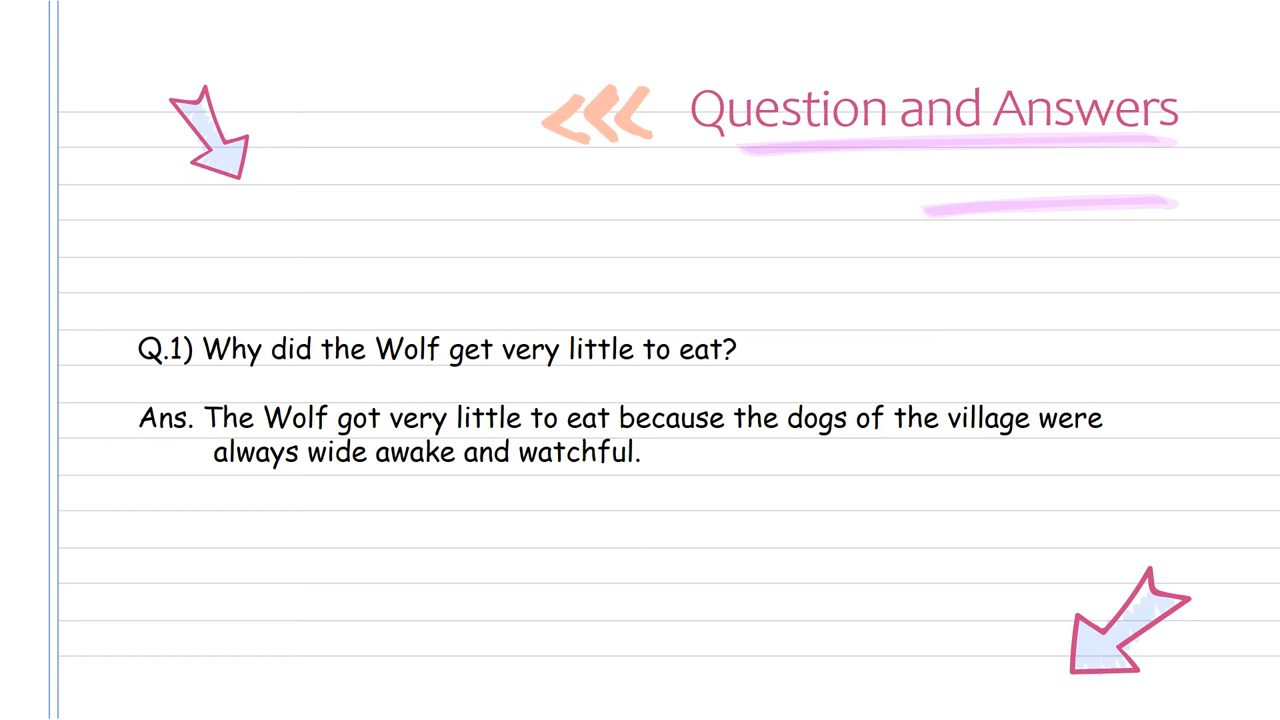 Question and Answers
Q.1) Why did the Wolf get very little to eat?
Ans. The Wolf got very little to eat because the dogs of the village were
always wide awake and watchful.